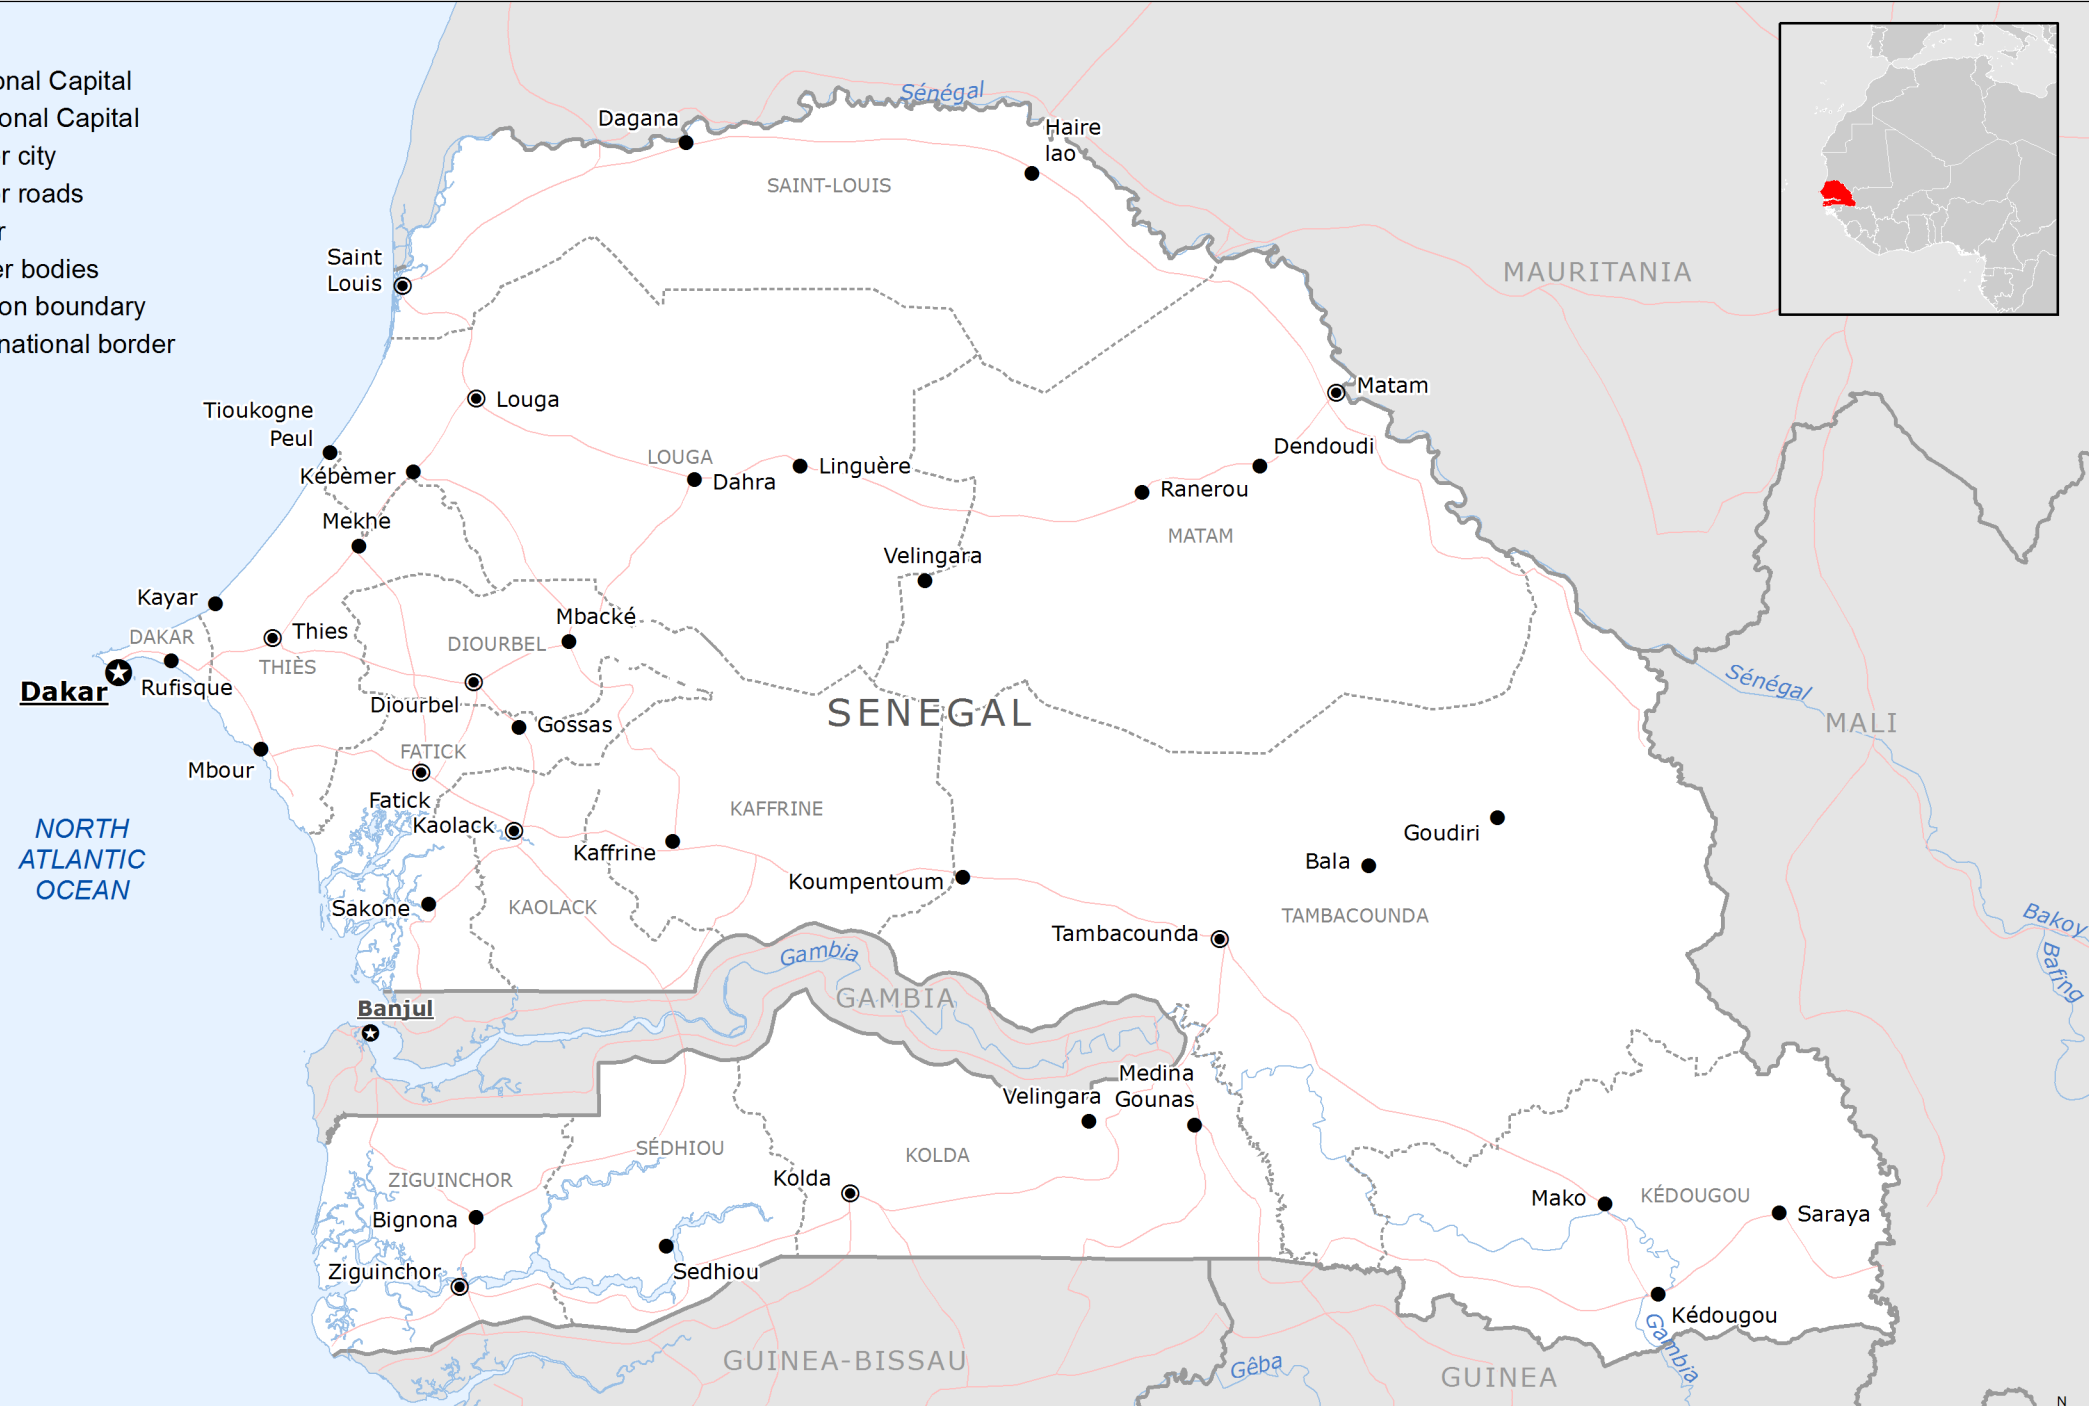 onal Capital
onal Capital
r city
r roads
r
er bodies
on boundary
national border
Sénégal
Dagana
Haire
lao
SAINT-LOUIS
Saint
Louis
MAURITANIA
Louga
Matam
Tioukogne
Peul
Dendoudi
LOUGA
Linguère
Kébèmer
Dahra
Ranerou
Mekhe
MATAM
Velingara
Kayar
Mbacké
Thies
DAKAR
DIOURBEL
THIÈS
Sénégal
Rufisque
Dakar
Diourbel
SENEGAL
Gossas
MALI
FATICK
Mbour
Fatick
KAFFRINE
NORTH
ATLANTIC
OCEAN
Kaolack
Goudiri
Kaffrine
Bala
Koumpentoum
Sakone
KAOLACK
TAMBACOUNDA
Bakoy
Tambacounda
Gambia
Bafing
GAMBIA
Banjul
Medina
Gounas
Velingara
SÉDHIOU
KOLDA
ZIGUINCHOR
Kolda
Mako
KÉDOUGOU
Saraya
Bignona
Ziguinchor
Sedhiou
Kédougou
Gambia
GUINEA-BISSAU
Gêba
GUINEA
N